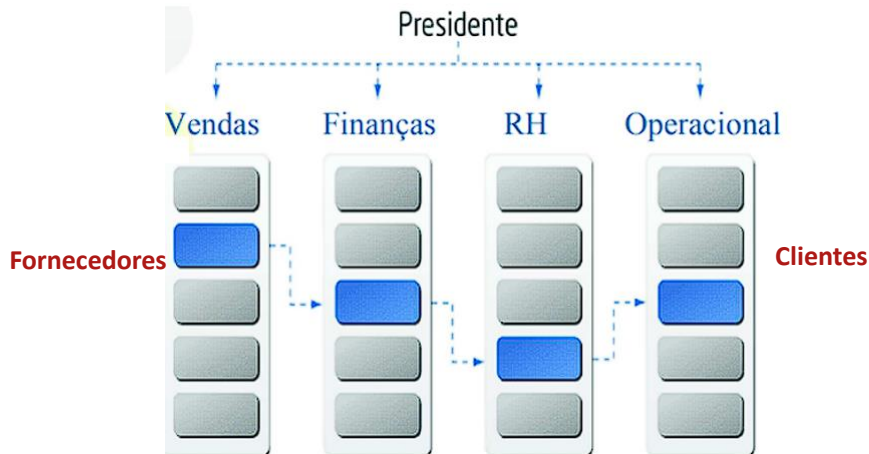 Presidente
Vendas
Finanças
RH
Operacional
Fornecedores
Clientes